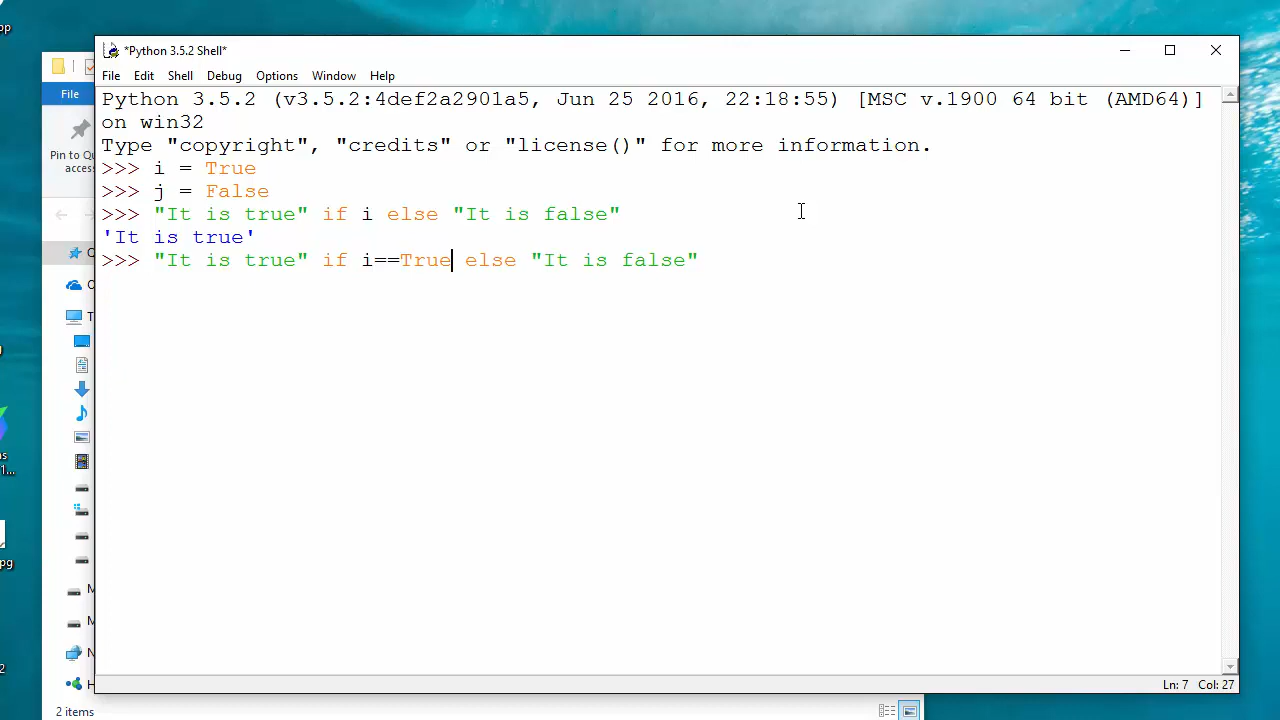 pp
*Python 3.5.2 Shell*
File Edit Shell Debug Options Window Help
Python 3.5.2 (v3.5.2:4def2a2901a5, Jun 25 2016, 22:18:55) [MSC v.1900 64 bit (AMD64)]
on win32
Type "copyright", "credits" or "license()" for more information.
>>> i = True
>>> j = False
>>> "It is true" if i else "It is false"
'It is true'
>>> "It is true" if i==True else "It is false"
Ln: 7 Col: 27
File
Pin to Qu
access
2 items